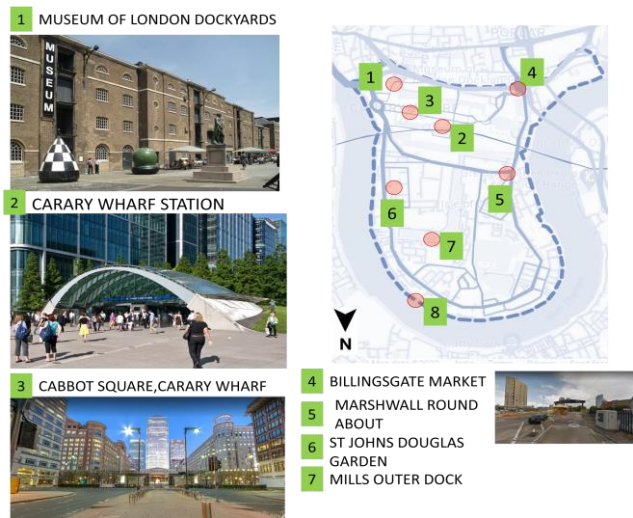 1 MUSEUM OF LONDON DOCKYARDS
MUSEUM
2 CARARY WHARF STATION
3 CABBOT SQUARE,CARARY WHARF
1
4
3
2
5
6
7
8
N
4 BILLINGSGATE MARKET
5 MARSHWALL ROUND
ABOUT
6 ST JOHNS DOUGLAS
GARDEN
7 MILLS OUTER DOCK